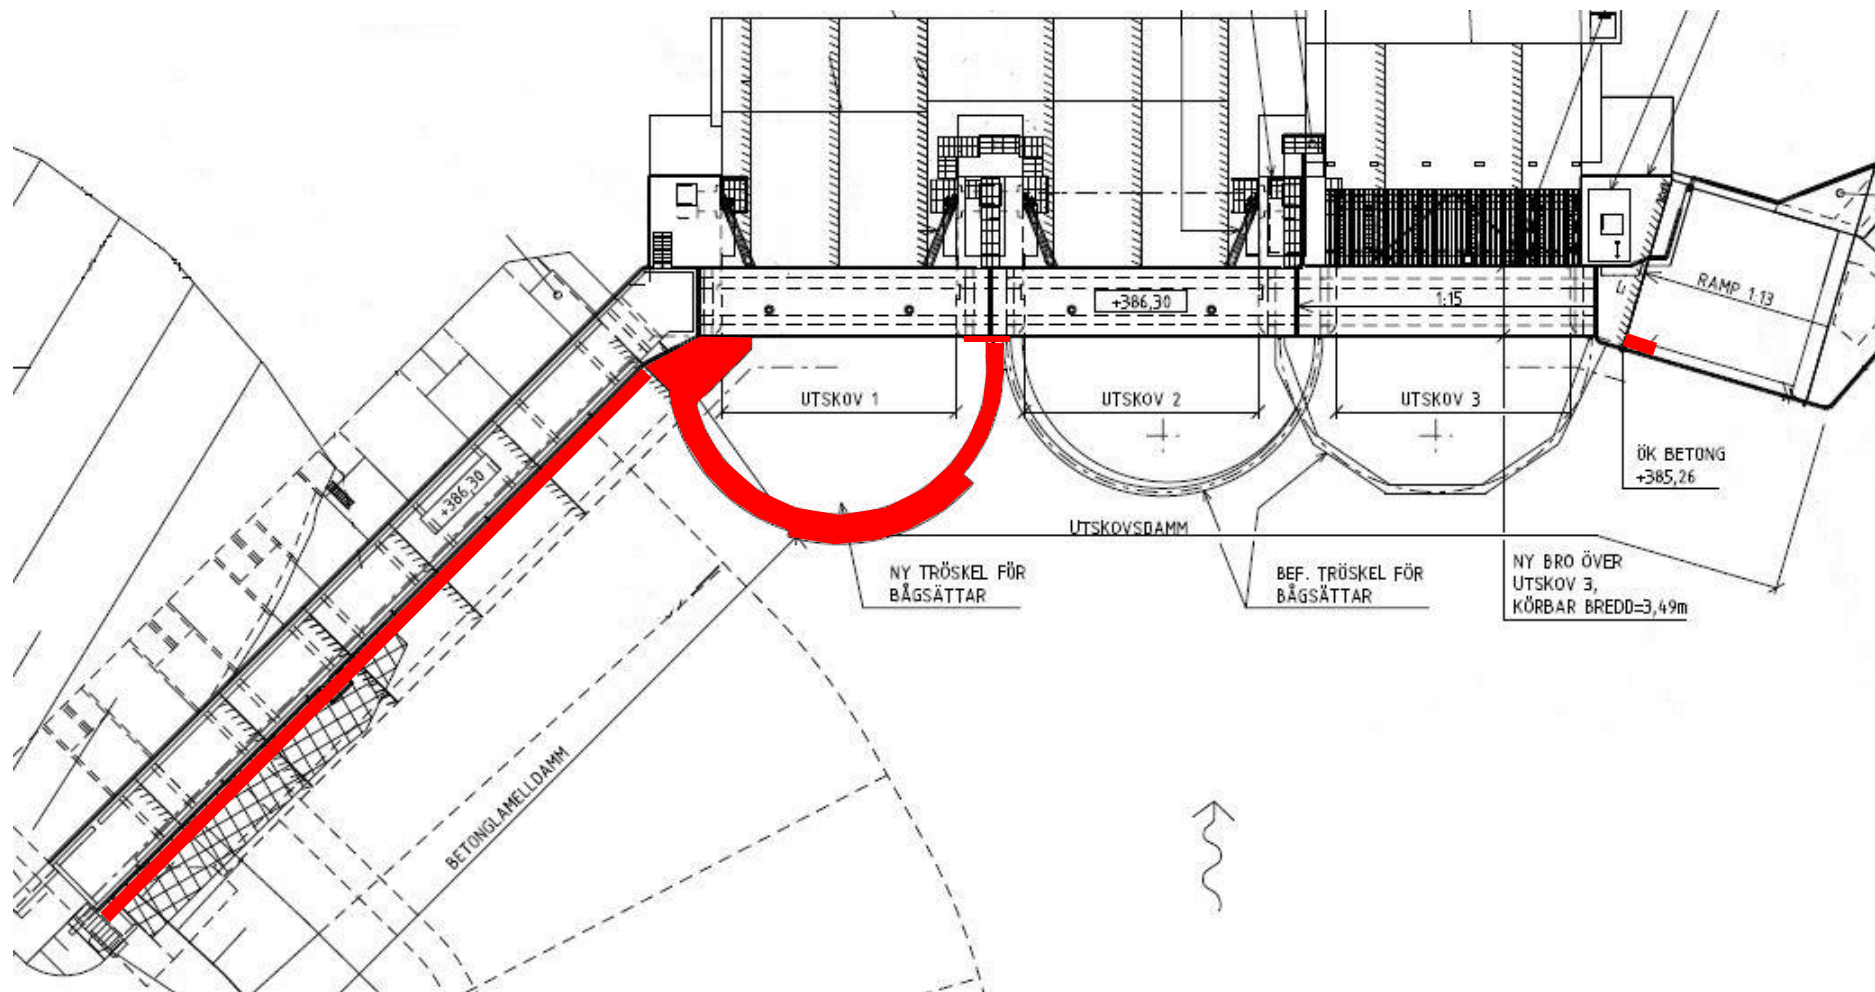 +386,30
1:15
RAMP 1:13
UTSKOV 1
UTSKOV 2
UTSKOV 3
+386,30
ÖK BETONG
+385,26
UTSKOVSDAMM
NY TRÖSKEL FÖR
BÅGSÄTTAR
BEF. TRÖSKEL FÖR
BÅGSÄTTAR
NY BRO ÖVER
UTSKOV 3,
KÖRBAR BREDD=3,49m
BETONGLAMELLDAMM